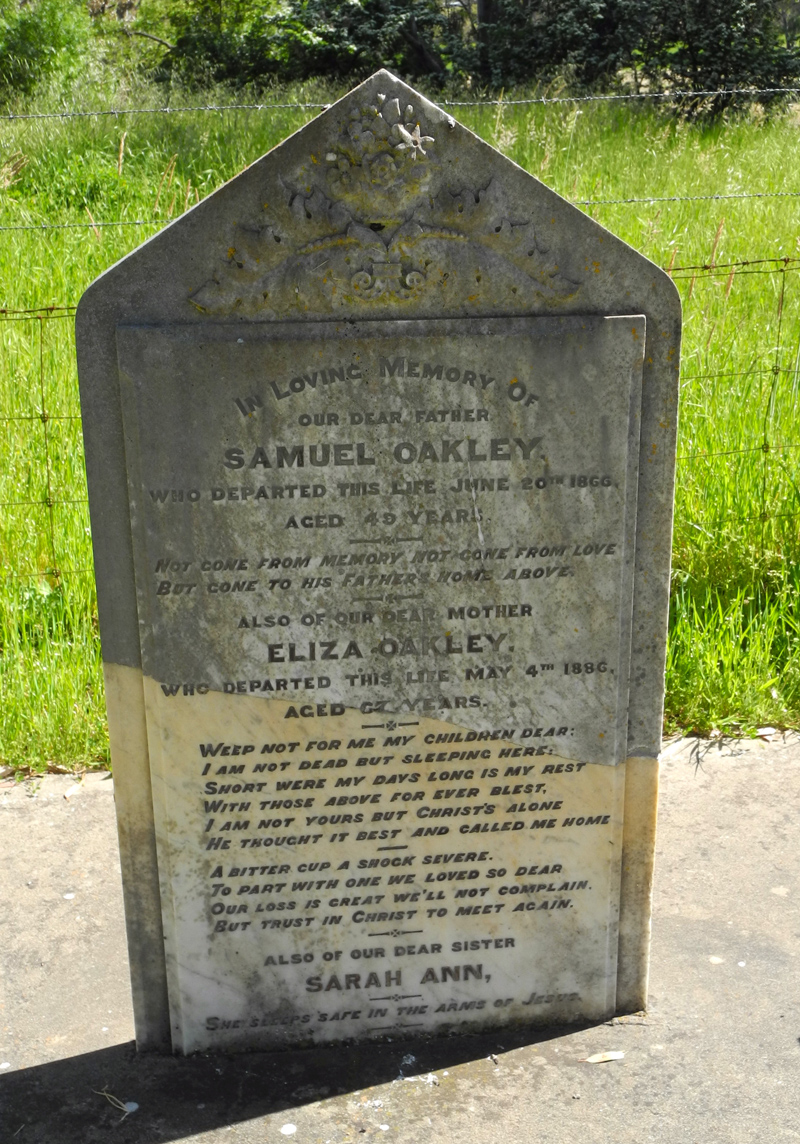 IN LOVING MEMORY OF
OUR DEAR FATHER
SAMUEL OAKLEY.
WHO DEPARTED THIS LIFE JUNE 20TH 1866.
AGED 49 YEARS.
NOT GONE FROM MEMORY NOT GONE FROM LOVE
BUT GONE TO HIS FATHER'S HOME ABOVE.
ALSO OF OUR DEAR MOTHER
ELIZA OAKLEY.
WHO DEPARTED THIS LIFE MAY 4TH 1886,
AGED 67 YEARS.
WEEP NOT FOR ME MY CHILDREN DEAR:
I AM NOT DEAD BUT SLEEPING HERE:
SHORT WERE MY DAYS LONG IS MY REST
WITH THOSE ABOVE FOR EVER BLEST,
I AM NOT YOURS BUT CHRIST'S ALONE
HE THOUGHT IT BEST AND CALLED ME HOME
A BITTER CUP A SHOCK SEVERE.
TO PART WITH ONE WE LOVED SO DEAR
OUR LOSS IS GREAT WE'LL NOT COMPLAIN.
BUT TRUST IN CHRIST TO MEET AGAIN.
ALSO OF OUR DEAR SISTER
SARAH ANN,
SHE SLEEPS SAFE IN THE ARMS OF JESUS.